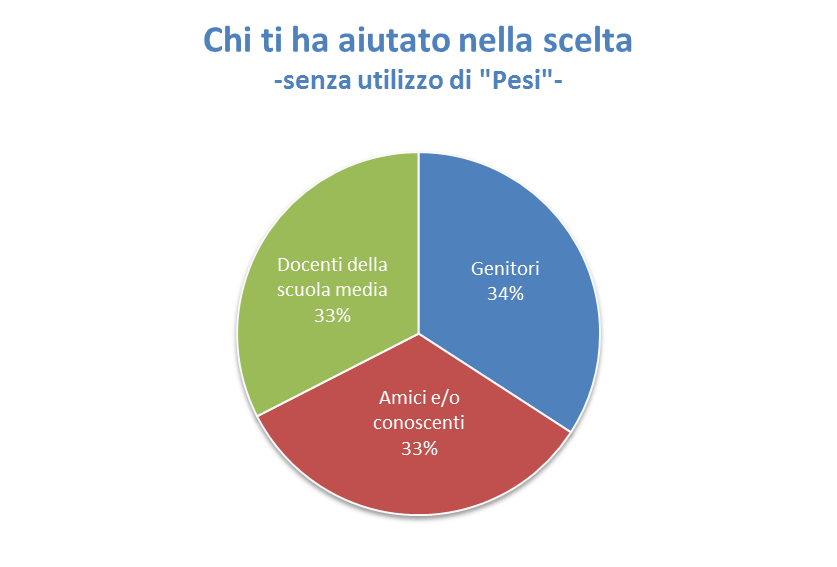 Chi ti ha aiutato nella scelta
-senza utilizzo di "Pesi"-
Docenti della
scuola media
33%
Genitori
34%
Amici e/o
conoscenti
33%